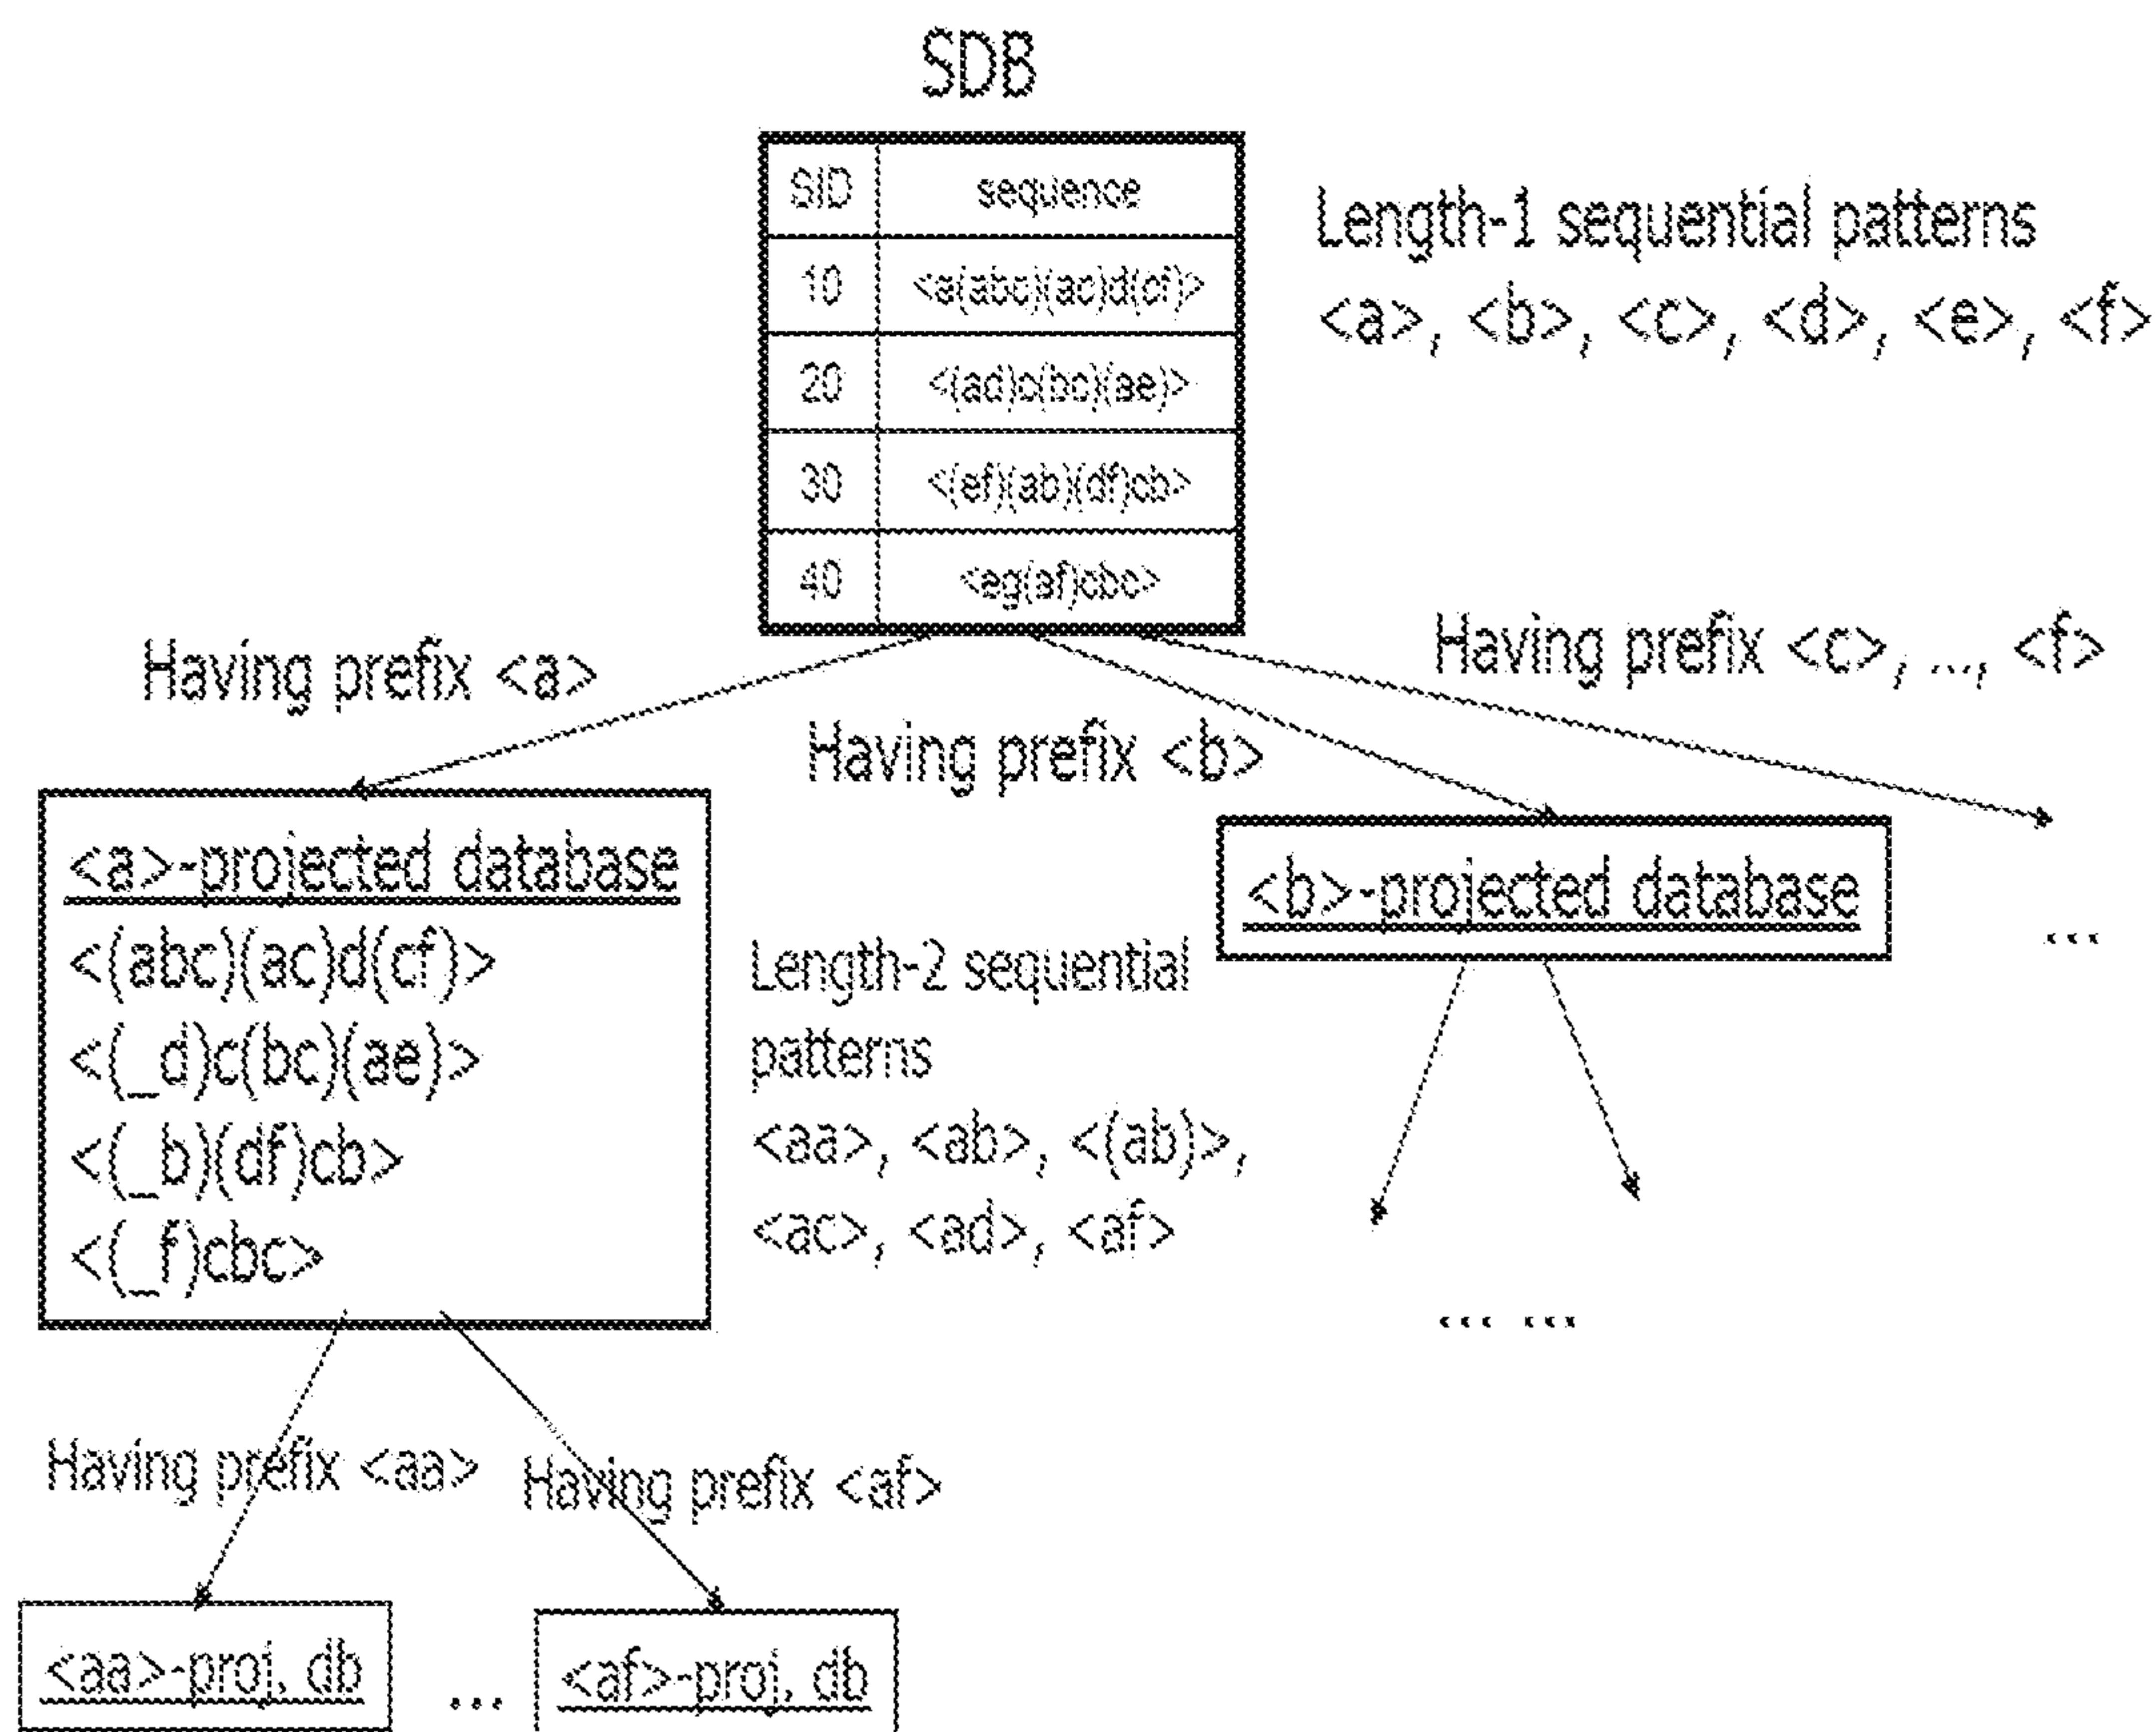 SDB
SID sequence
10 <a(abc)(ac)d(cf)>
20 <(ad)c(bc)(ae)>
30 <(ef)(ab)(df)cb>
40 <eg(af)cbc>
Length-1 sequential patterns
<a>, <b>, <c>, <d>, <e>, <f>
Having prefix <a>
Having prefix <b>
Having prefix <c>, ..., <f>
<a>-projected database
<(abc)(ac)d(cf)>
<(_d)c(bc)(ae)>
<(_b)(df)cb>
<(_f)cbc>
Length-2 sequential
patterns
<aa>, <ab>, <(ab)>,
<ac>, <ad>, <af>
<b>-projected database
...
... ...
Having prefix <aa>
Having prefix <af>
<aa>-proj. db
...
<af>-proj. db